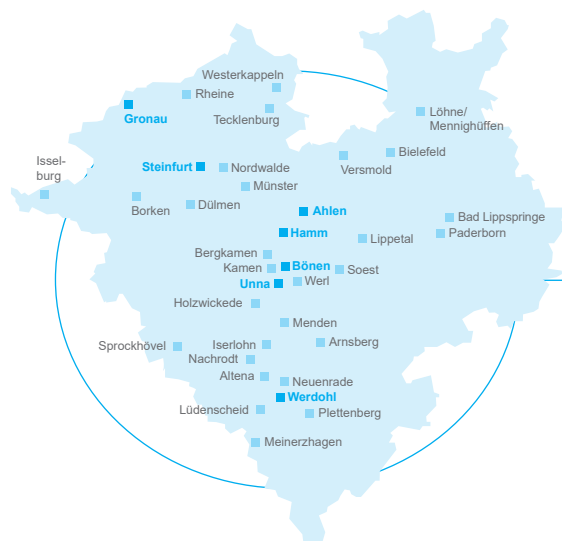 Westerkappeln
Rheine
Gronau
Tecklenburg
Löhne/
Mennighüffen
Issel-
burg
Steinfurt
Nordwalde
Versmold
Bielefeld
Münster
Borken
Dülmen
Ahlen
Bad Lippspringe
Hamm
Lippetal
Paderborn
Bergkamen
Kamen
Bönen
Soest
Unna
Werl
Holzwickede
Menden
Sprockhövel
Iserlohn
Arnsberg
Nachrodt
Altena
Neuenrade
Werdohl
Lüdenscheid
Plettenberg
Meinerzhagen